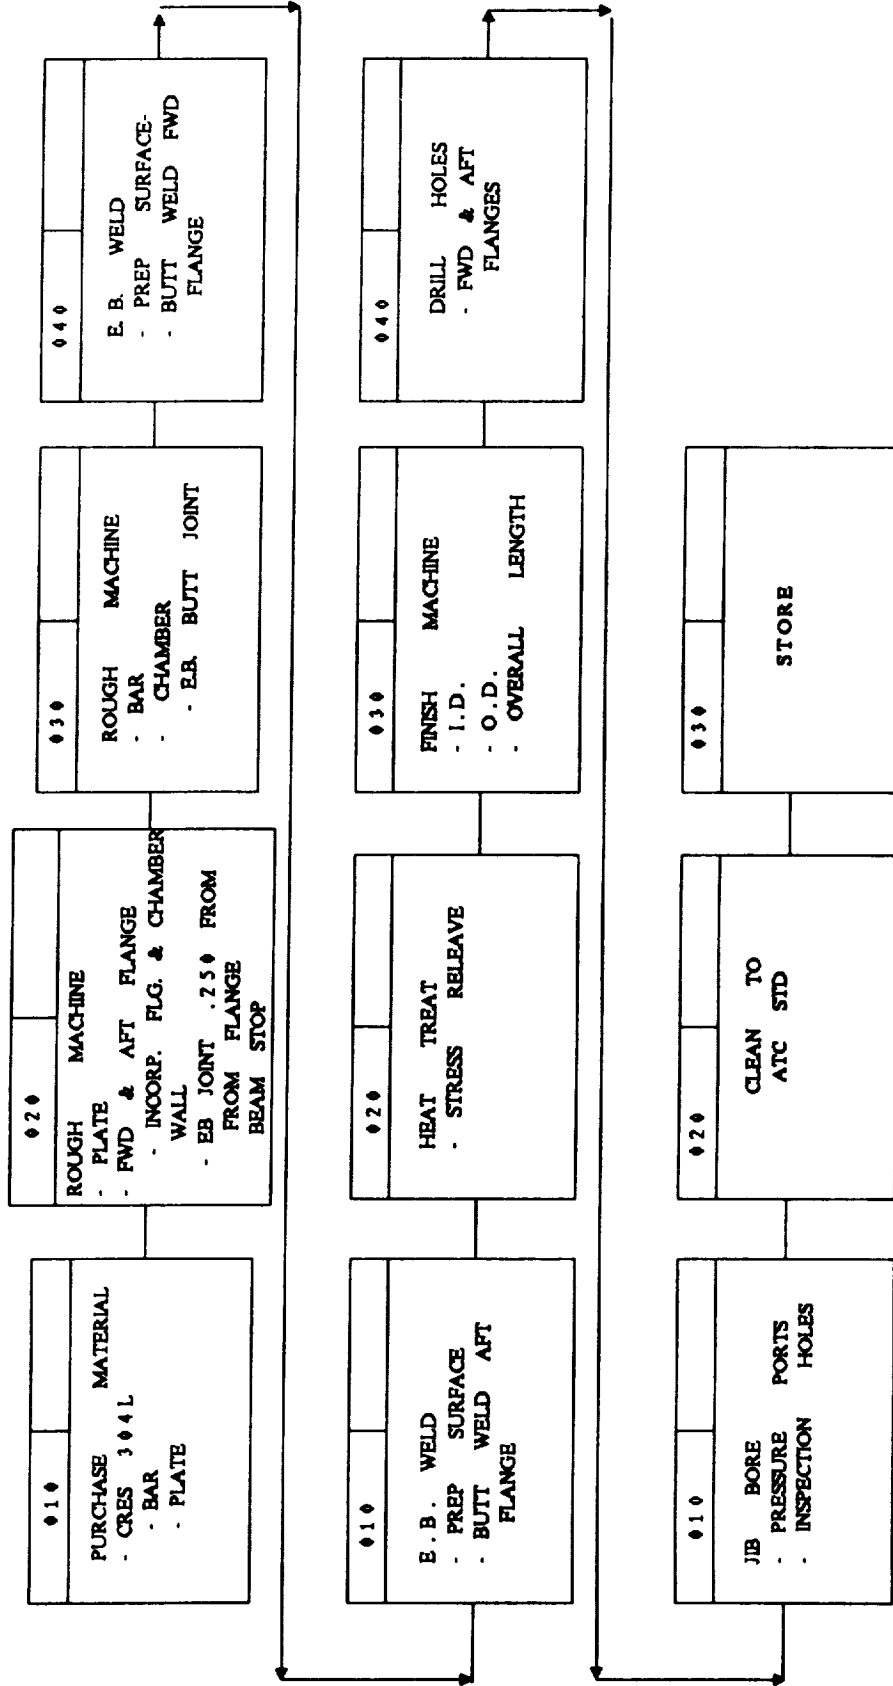 010
PURCHASE MATERIAL
- CRES 304L
- BAR
- PLATE
020
ROUGH MACHINE
- PLATE
- FWD & AFT FLANGE
- INCORP. FLG. & CHAMBER
WALL
- EB JOINT .250 FROM
FROM FLANGE
BEAM STOP
030
ROUGH MACHINE
- BAR
- CHAMBER
- E.B. BUTT JOINT
040
E. B. WELD
- PREP SURFACE-
- BUTT WELD FWD
FLANGE
010
E.B. WELD
- PREP SURFACE
- BUTT WELD AFT
FLANGE
020
HEAT TREAT
- STRESS RELEAVE
030
FINISH MACHINE
- I.D.
- O.D.
- OVERALL LENGTH
040
DRILL HOLES
- FWD & AFT
FLANGES
010
JIB BORE
- PRESSURE PORTS
- INSPECTION HOLES
020
CLEAN TO
ATC STD
030
STORE